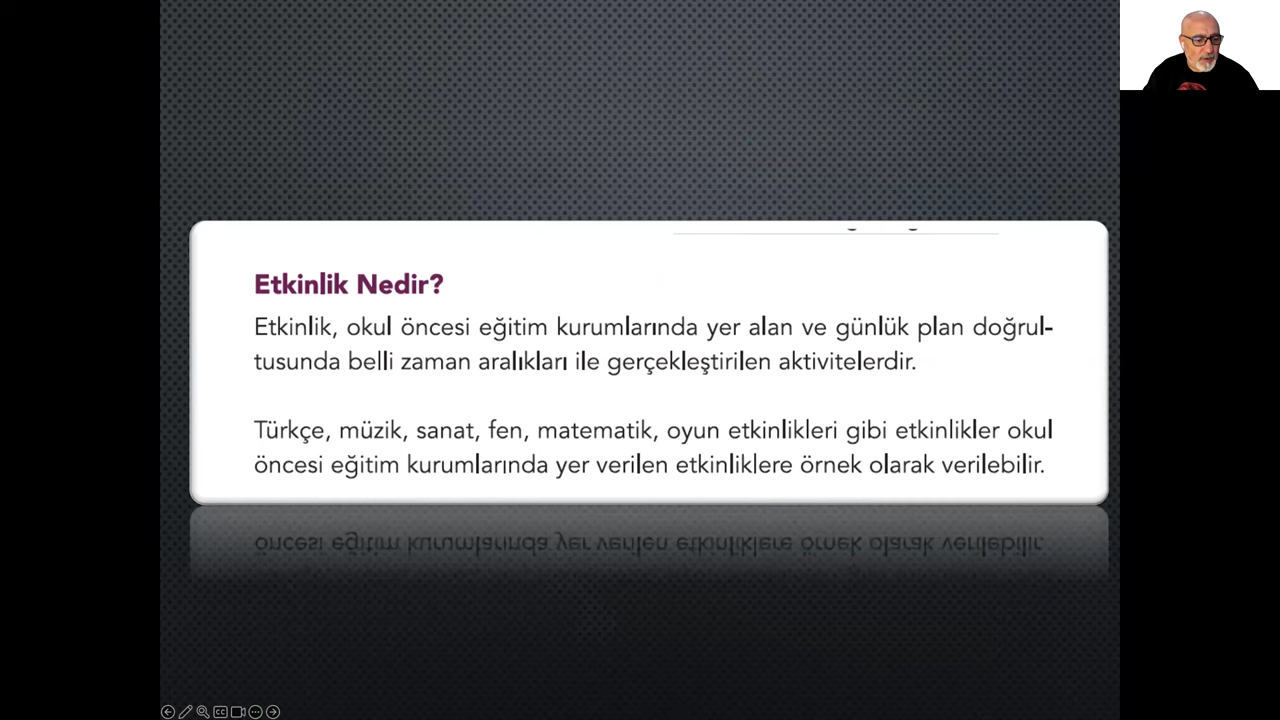 Etkinlik Nedir?
Etkinlik, okul öncesi eğitim kurumlarında yer alan ve günlük plan doğrul-
tusunda belli zaman aralıkları ile gerçekleştirilen aktivitelerdir.
Türkçe, müzik, sanat, fen, matematik, oyun etkinlikleri gibi etkinlikler okul
öncesi eğitim kurumlarında yer verilen etkinliklere örnek olarak verilebilir.